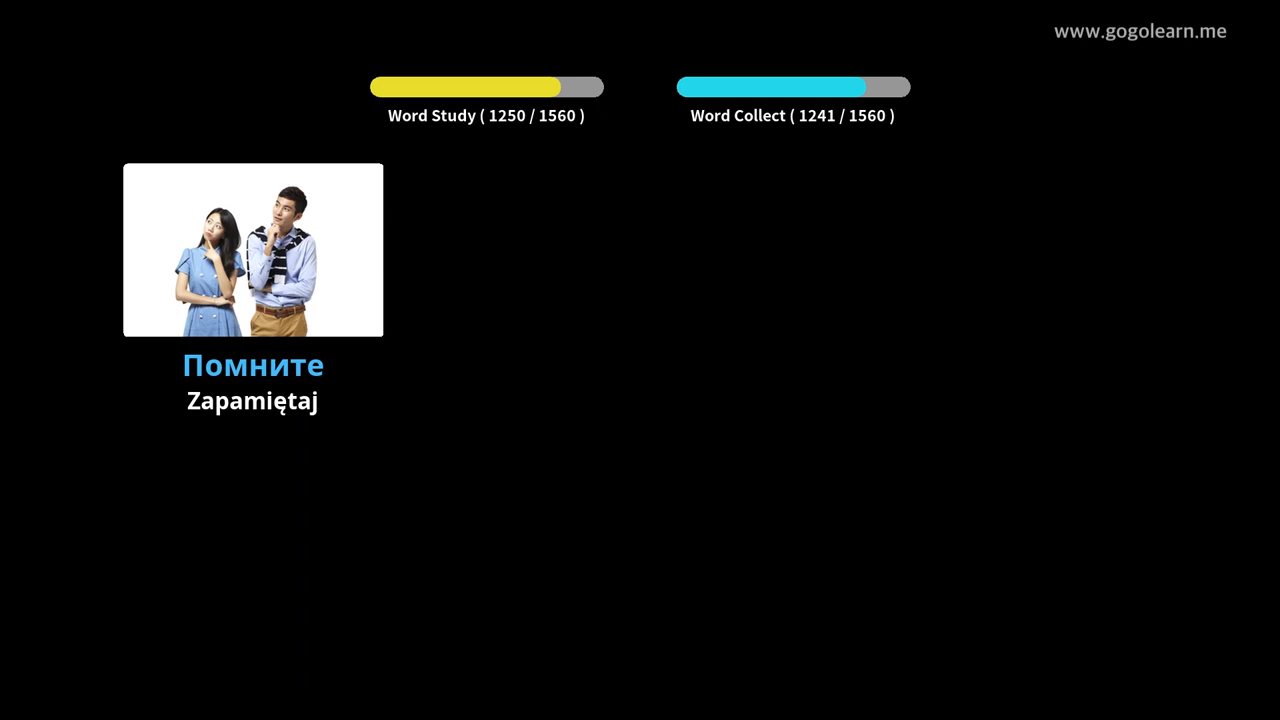 www.gogolearn.me
Word Study ( 1250 / 1560 )
Word Collect ( 1241 / 1560 )
Помните
Zapamiętaj